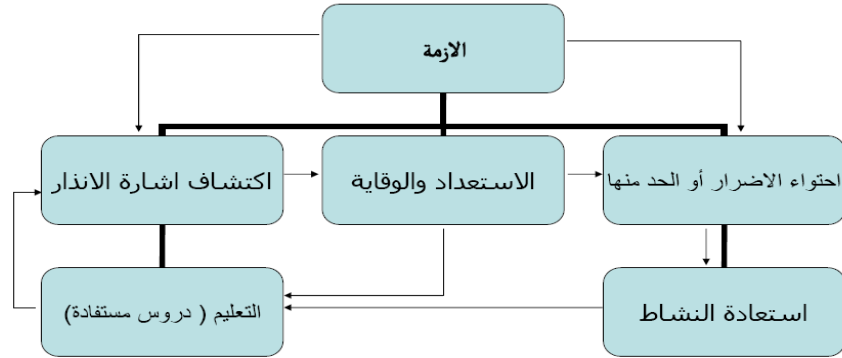 الازمة
احتواء الاضرار أو الحد منها
الاستعداد والوقاية
اكتشاف اشارة الانذار
استعادة النشاط
التعليم ( دروس مستفادة)